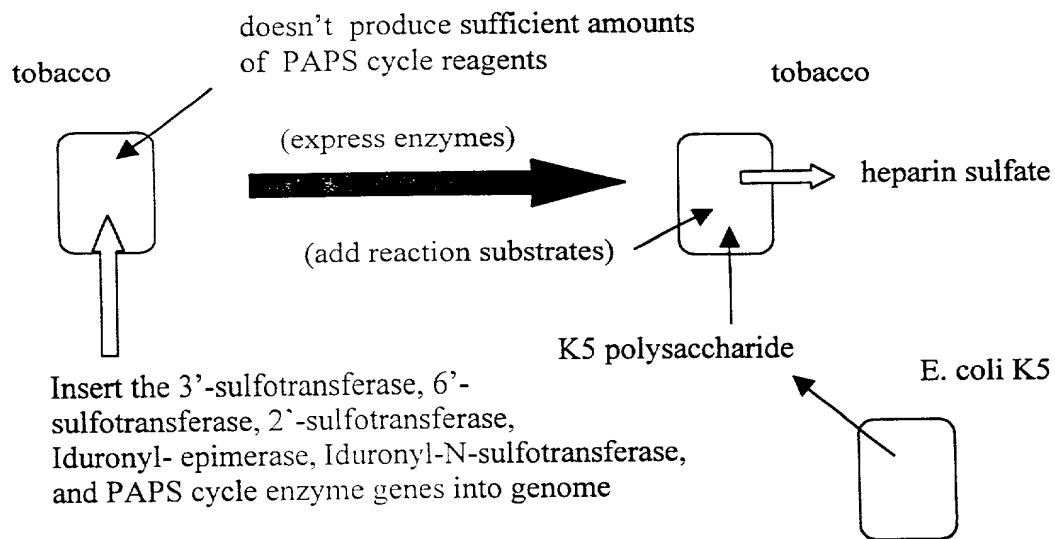 doesn't produce sufficient amounts
of PAPS cycle reagents
tobacco
tobacco
(express enzymes)
heparin sulfate
(add reaction substrates)
K5 polysaccharide
E. coli K5
Insert the 3'-sulfotransferase, 6'-
sulfotransferase, 2`-sulfotransferase,
Iduronyl- epimerase, Iduronyl-N-sulfotransferase,
and PAPS cycle enzyme genes into genome